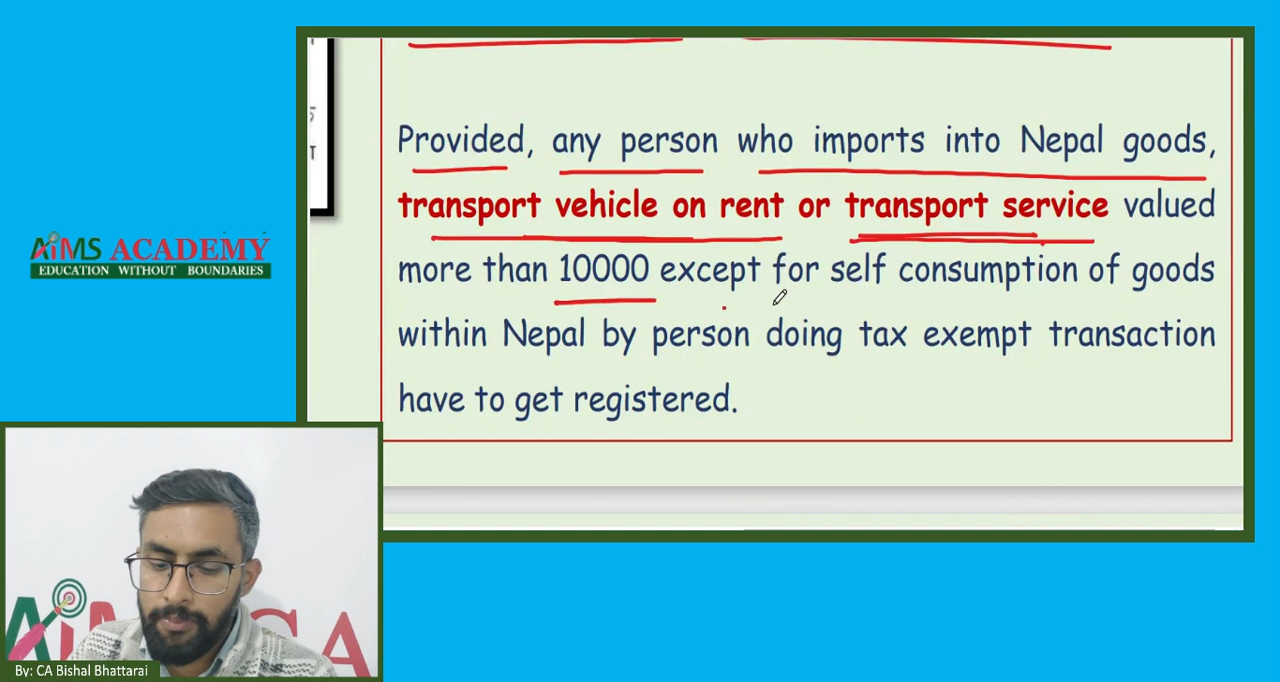 Provided, any person who imports into Nepal goods,
transport vehicle on rent or transport service valued
more than 10000 except for self consumption of goods
within Nepal by person doing tax exempt transaction
have to get registered.
AiMS ACADEMY
EDUCATION WITHOUT BOUNDARIES
AiM CA
By: CA Bishal Bhattarai